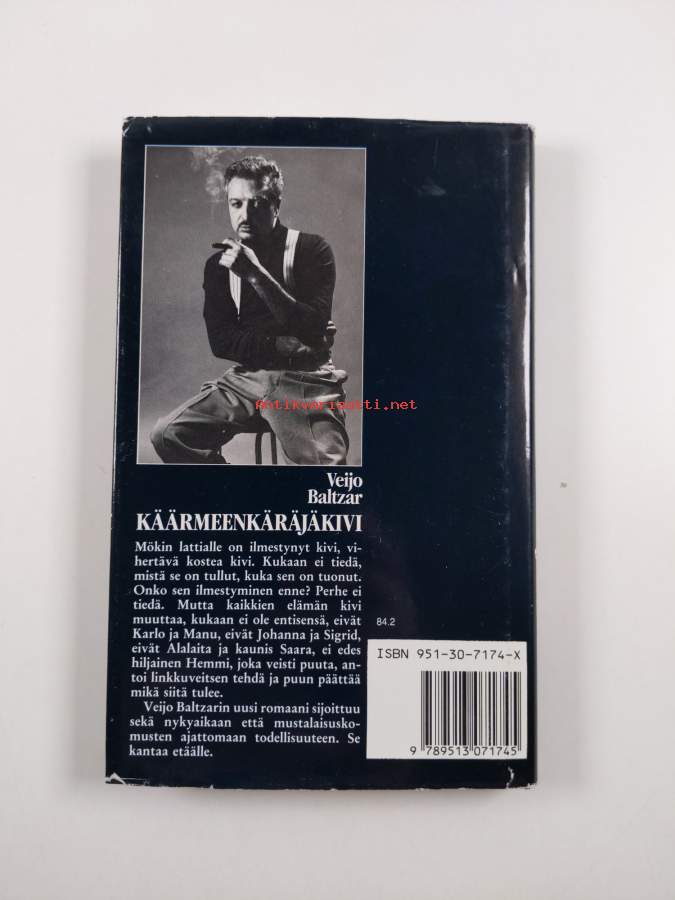 Antikvariaatti.net
Veijo
Baltzar
KÄÄRMEENKÄRÄJÄKIVI
Mökin lattialle on ilmestynyt kivi, vi-
hertävä kostea kivi. Kukaan ei tiedä,
mistä se on tullut, kuka sen on tuonut.
Onko sen ilmestyminen enne? Perhe ei
tiedä. Mutta kaikkien elämän kivi
muuttaa, kukaan ei ole entisensä, eivät
Karlo ja Manu, eivät Johanna ja Sigrid,
eivät Alalaita ja kaunis Saara, ei edes
hiljainen Hemmi, joka veisti puuta, an-
toi linkkuveitsen tehdä ja puun päättää
mikä siitä tulee.
Veijo Baltzarin uusi romaani sijoittuu
sekä nykyaikaan että mustalaisusko-
musten ajattomaan todellisuuteen. Se
kantaa etäälle.
84.2
ISBN 951-30-7174-X
9 789513 071745